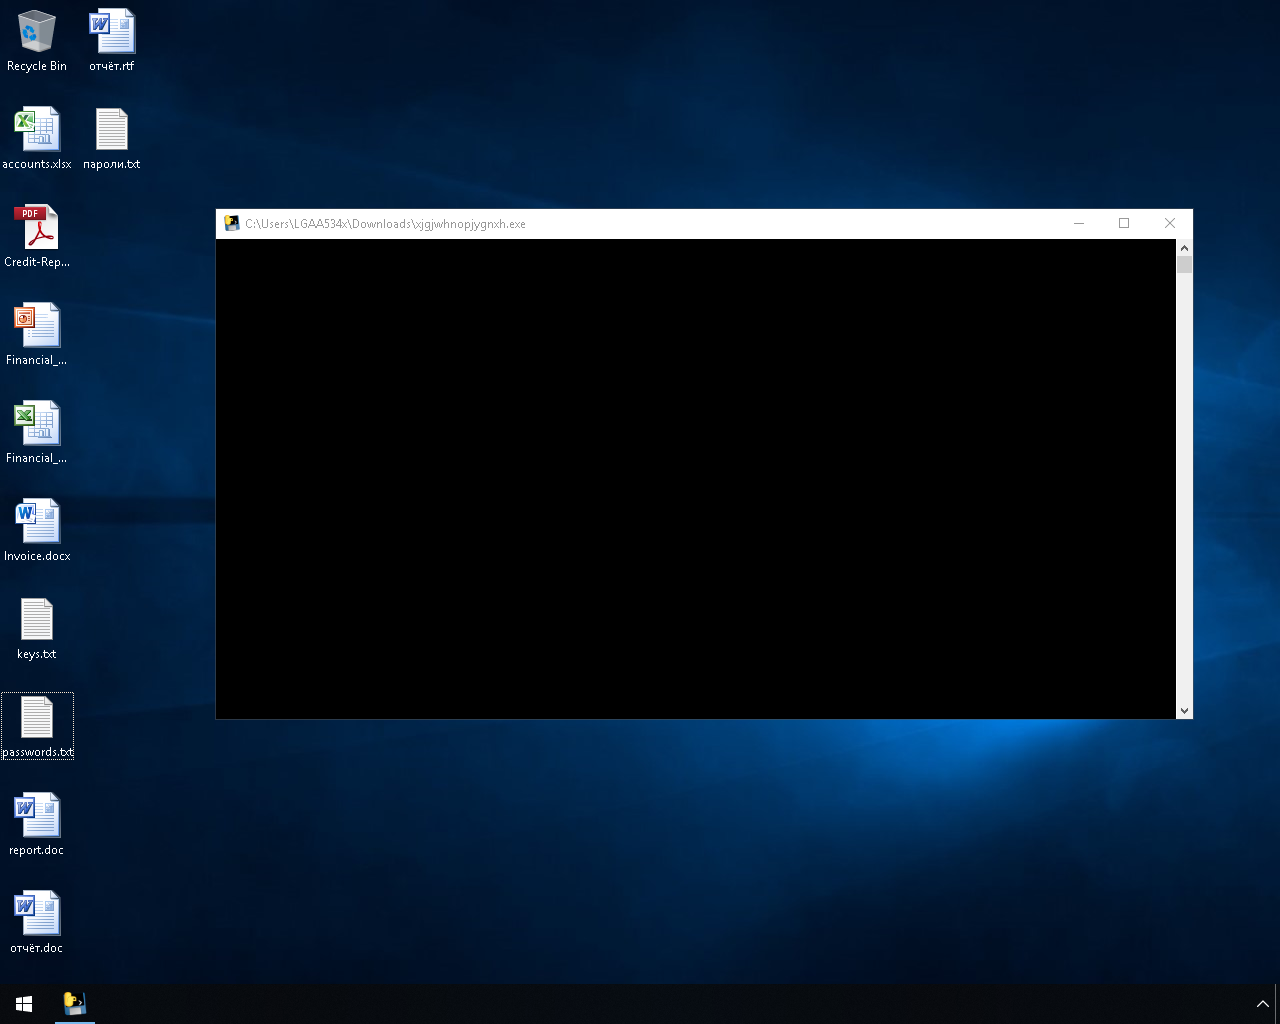 Recycle Bin
отчёт.rtf
accounts.xlsx
пароли.txt
PDF
Credit-Rep...
Financial_...
Financial_...
Invoice.docx
keys.txt
passwords.txt
report.doc
отчёт.doc
C:\Users\LGAA534x\Downloads\xjgjwhnopjygnxh.exe